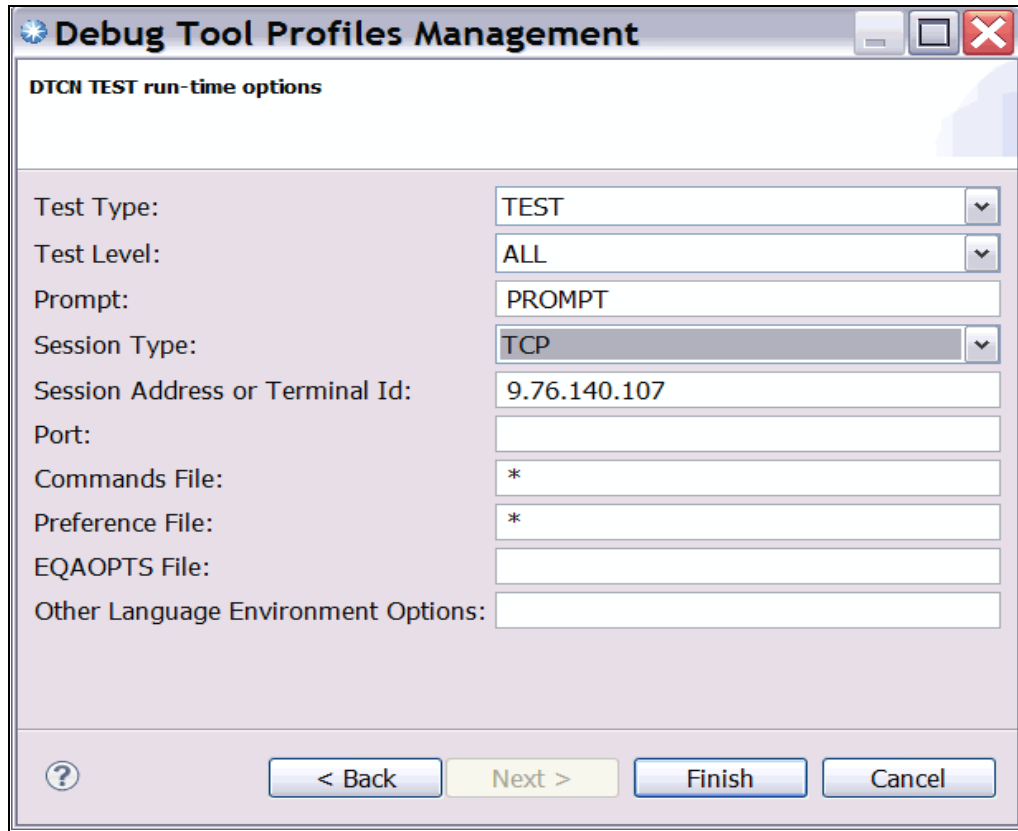 Debug Tool Profiles Management
DTCN TEST run-time options
Test Type: TEST
Test Level: ALL
Prompt: PROMPT
Session Type: TCP
Session Address or Terminal Id: 9.76.140.107
Port:
Commands File: *
Preference File: *
EQAOPTS File:
Other Language Environment Options:
? < Back Next > Finish Cancel